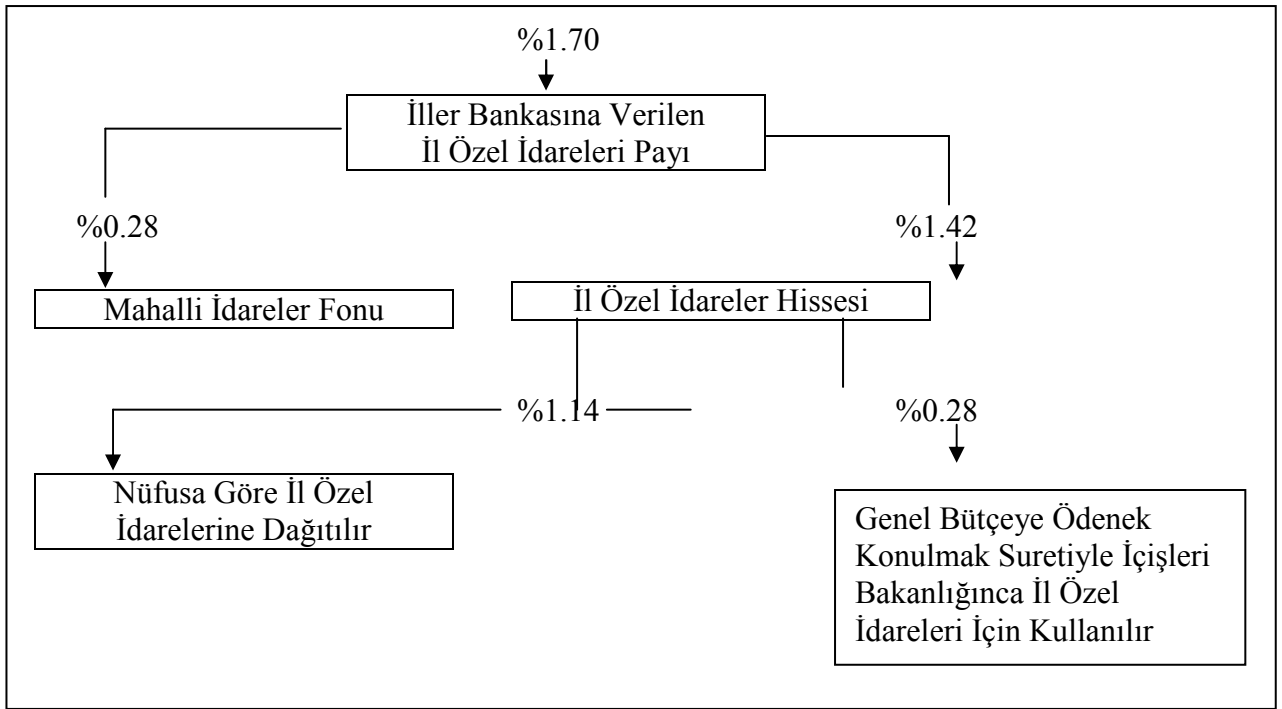 %1.70
İller Bankasına Verilen
İl Özel İdareleri Payı
%0.28
%1.42
Mahalli İdareler Fonu
İl Özel İdareler Hissesi
%1.14
%0.28
Nüfusa Göre İl Özel
İdarelerine Dağıtılır
Genel Bütçeye Ödenek
Konulmak Suretiyle İçişleri
Bakanlığınca İl Özel
İdareleri İçin Kullanılır